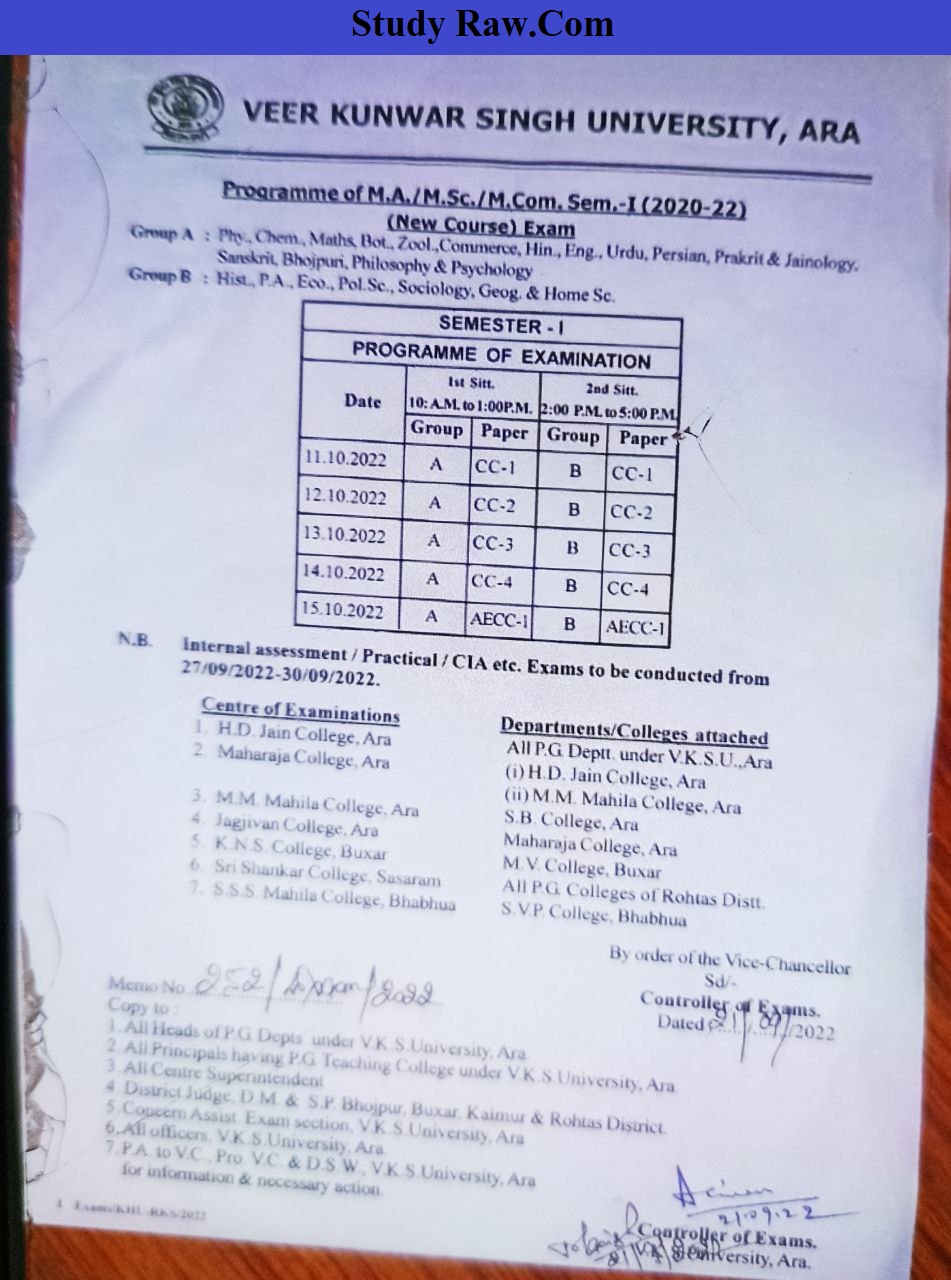 Study Raw.Com
VEER KUNWAR SINGH UNIVERSITY, ARA
Programme of M.A./M.Sc./M.Com. Sem.-I (2020-22)
(New Course) Exam
Group A : Phy., Chem., Maths, Bot., Zool.,Commerce, Hin., Eng., Urdu, Persian, Prakrit & Jainology,
Sanskrit, Bhojpuri, Philosophy & Psychology
Group B : Hist., P.A., Eco., Pol.Sc., Sociology, Geog. & Home Sc.
SEMESTER - I
PROGRAMME OF EXAMINATION
Date 1st Sitt. 2nd Sitt.
10: A.M. to 1:00P.M. 2:00 P.M. to 5:00 P.M.
Group Paper Group Paper
11.10.2022 A CC-1 B CC-1
12.10.2022 A CC-2 B CC-2
13.10.2022 A CC-3 B CC-3
14.10.2022 A CC-4 B CC-4
15.10.2022 A AECC-1 B AECC-1
N.B. Internal assessment / Practical / CIA etc. Exams to be conducted from
27/09/2022-30/09/2022.
Centre of Examinations Departments/Colleges attached
1. H.D. Jain College, Ara All P.G. Deptt. under V.K.S.U.,Ara
2. Maharaja College, Ara (i) H.D. Jain College, Ara
(ii) M.M. Mahila College, Ara
3. M.M. Mahila College, Ara S.B. College, Ara
4. Jagjivan College, Ara Maharaja College, Ara
5. K.N.S. College, Buxar M.V. College, Buxar
6. Sri Shankar College, Sasaram All P.G. Colleges of Rohtas Distt.
7. S.S.S. Mahila College, Bhabhua S.V.P. College, Bhabhua
By order of the Vice-Chancellor
Sd/-
Controller of Exams.
Dated 21/09/2022
Memo No. 252/Exam/2022
Copy to :
1. All Heads of P.G. Depts. under V.K.S.University, Ara.
2. All Principals having P.G. Teaching College under V.K.S.University, Ara.
3. All Centre Superintendent
4. District Judge, D.M. & S.P. Bhojpur, Buxar, Kaimur & Rohtas District.
5. Concern Assist. Exam section, V.K.S.University, Ara
6. All officers, V.K.S.University, Ara
7. P.A. to V.C., Pro. V.C. & D.S.W., V.K.S.University, Ara
for information & necessary action.
21.09.22
Controller of Exams.
University, Ara.